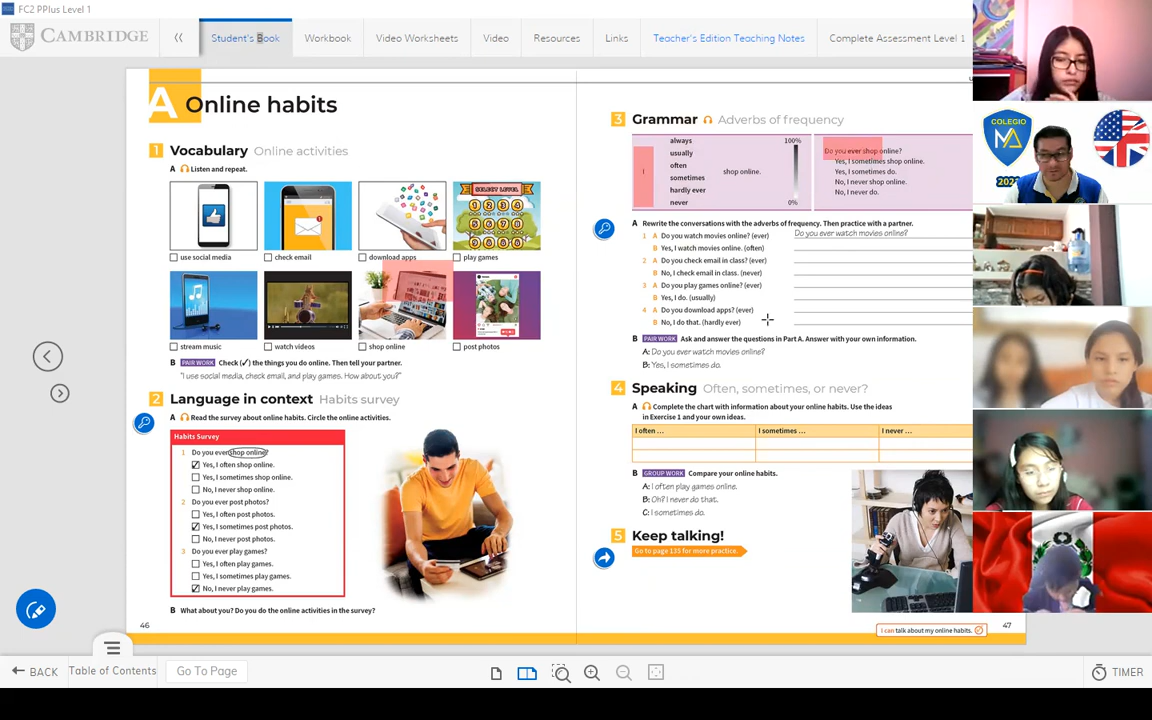 FC2 PPlus Level 1
CAMBRIDGE
Student's Book
Workbook
Video Worksheets
Video
Resources
Links
Teacher's Edition Teaching Notes
Complete Assessment Level 1
A Online habits
1 Vocabulary Online activities
A Listen and repeat.
SELECT LEVEL
use social media
check email
download apps
play games
stream music
watch videos
shop online
post photos
B PAIR WORK Check (✓) the things you do online. Then tell your partner.
"I use social media, check email, and play games. How about you?"
2 Language in context Habits survey
A Read the survey about online habits. Circle the online activities.
Habits Survey
1 Do you ever shop online?
Yes, I often shop online.
Yes, I sometimes shop online.
No, I never shop online.
2 Do you ever post photos?
Yes, I often post photos.
Yes, I sometimes post photos.
No, I never post photos.
3 Do you ever play games?
Yes, I often play games.
Yes, I sometimes play games.
No, I never play games.
B What about you? Do you do the online activities in the survey?
46
3 Grammar Adverbs of frequency
I
always
usually
often
sometimes
hardly ever
never
shop online.
100%
0%
Do you ever shop online?
Yes, I sometimes shop online.
Yes, I sometimes do.
No, I never shop online.
No, I never do.
A Rewrite the conversations with the adverbs of frequency. Then practice with a partner.
1 A Do you watch movies online? (ever) Do you ever watch movies online?
B Yes, I watch movies online. (often)
2 A Do you check email in class? (ever)
B No, I check email in class. (never)
3 A Do you play games online? (ever)
B Yes, I do. (usually)
4 A Do you download apps? (ever)
B No, I do that. (hardly ever)
B PAIR WORK Ask and answer the questions in Part A. Answer with your own information.
A: Do you ever watch movies online?
B: Yes, I sometimes do.
4 Speaking Often, sometimes, or never?
A Complete the chart with information about your online habits. Use the ideas
in Exercise 1 and your own ideas.
I often ...
I sometimes ...
I never ...
B GROUP WORK Compare your online habits.
A: I often play games online.
B: Oh? I never do that.
C: I sometimes do.
5 Keep talking!
Go to page 135 for more practice.
I can talk about my online habits.
47
COLEGIO
BACK
Table of Contents
Go To Page
TIMER